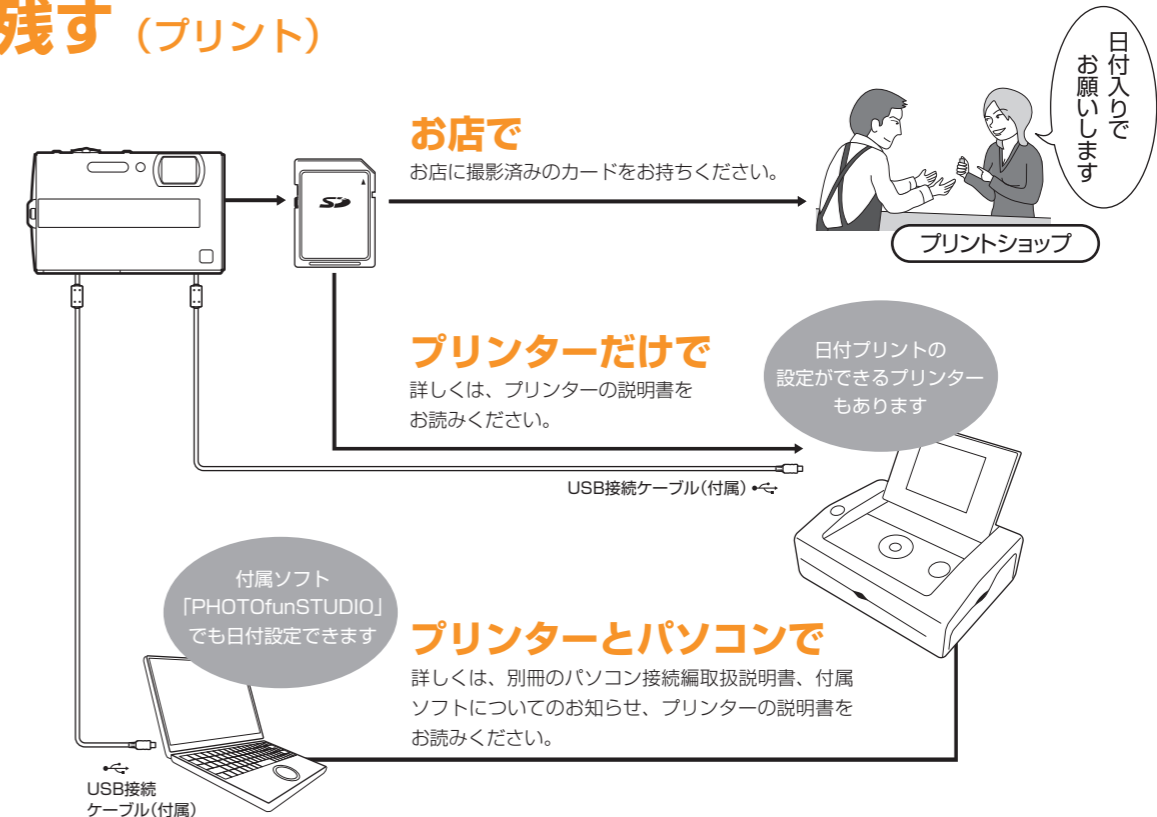 残す（プリント）
日付入りで
お願いします
お店で
お店に撮影済みのカードをお持ちください。
SD
プリントショップ
プリンターだけで
詳しくは、プリンターの説明書を
お読みください。
日付プリントの
設定ができるプリンター
もあります
USB接続ケーブル(付属)
付属ソフト
「PHOTOfunSTUDIO」
でも日付設定できます
プリンターとパソコンで
詳しくは、別冊のパソコン接続編取扱説明書、付属
ソフトについてのお知らせ、プリンターの説明書を
お読みください。
USB接続
ケーブル(付属)